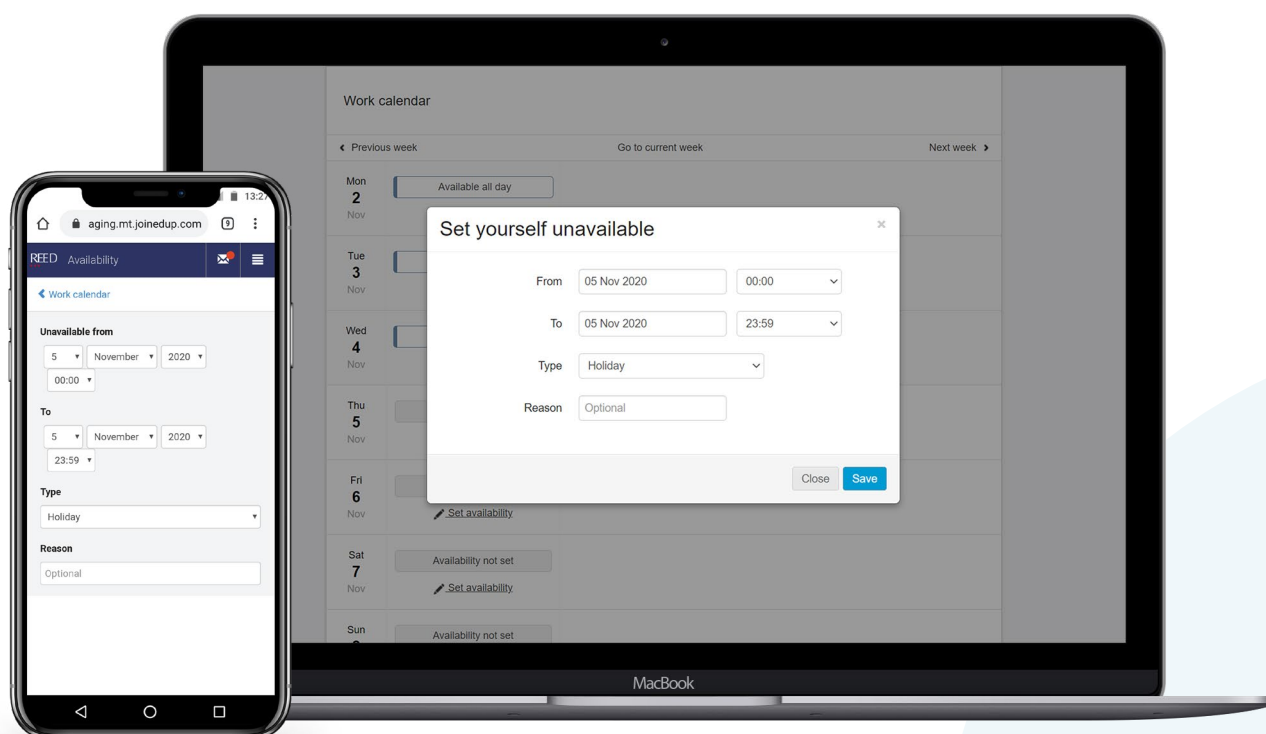 13:27
aging.mt.joinedup.com 9
REED Availability
Work calendar
Unavailable from
5 November 2020
00:00
To
5 November 2020
23:59
Type
Holiday
Reason
Optional
Work calendar
Previous week Go to current week Next week
Mon
2
Nov
Available all day
Tue
3
Nov
Wed
4
Nov
Thu
5
Nov
Fri
6
Nov
Set availability
Sat
7
Nov
Availability not set
Set availability
Sun
Availability not set
Set yourself unavailable ×
From 05 Nov 2020 00:00
To 05 Nov 2020 23:59
Type Holiday
Reason Optional
Close Save
MacBook